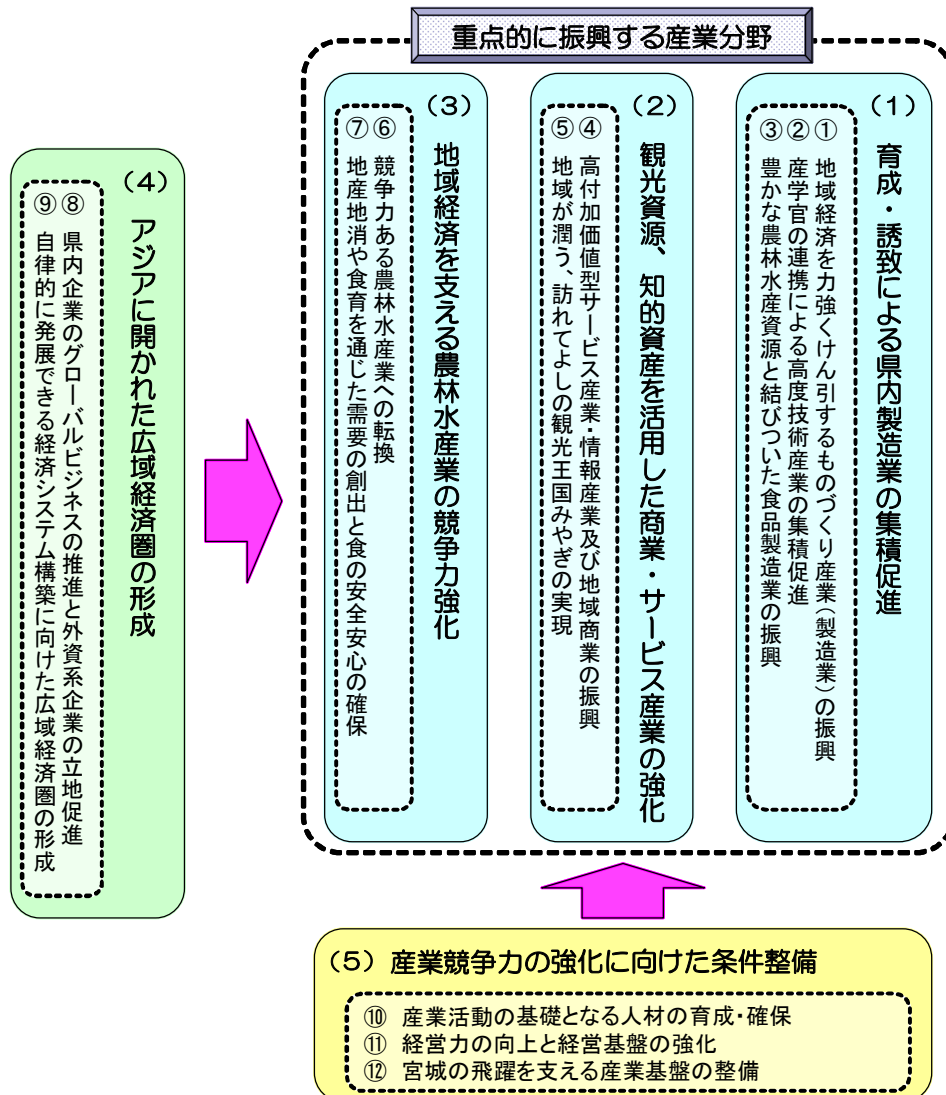 重点的に振興する産業分野
(1) 育成・誘致による県内製造業の集積促進
① 地域経済を力強くけん引するものづくり産業(製造業)の振興
② 産学官の連携による高度技術産業の集積促進
③ 豊かな農林水産資源と結びついた食品製造業の振興
(2) 観光資源、知的資産を活用した商業・サービス産業の強化
④ 高付加価値型サービス産業・情報産業及び地域商業の振興
⑤ 地域が潤う、訪れてよしの観光王国みやぎの実現
(3) 地域経済を支える農林水産業の競争力強化
⑥ 競争力ある農林水産業への転換
⑦ 地産地消や食育を通じた需要の創出と食の安全安心の確保
(4) アジアに開かれた広域経済圏の形成
⑧ 県内企業のグローバルビジネスの推進と外資系企業の立地促進
⑨ 自律的に発展できる経済システム構築に向けた広域経済圏の形成
(5) 産業競争力の強化に向けた条件整備
⑩ 産業活動の基礎となる人材の育成・確保
⑪ 経営力の向上と経営基盤の強化
⑫ 宮城の飛躍を支える産業基盤の整備